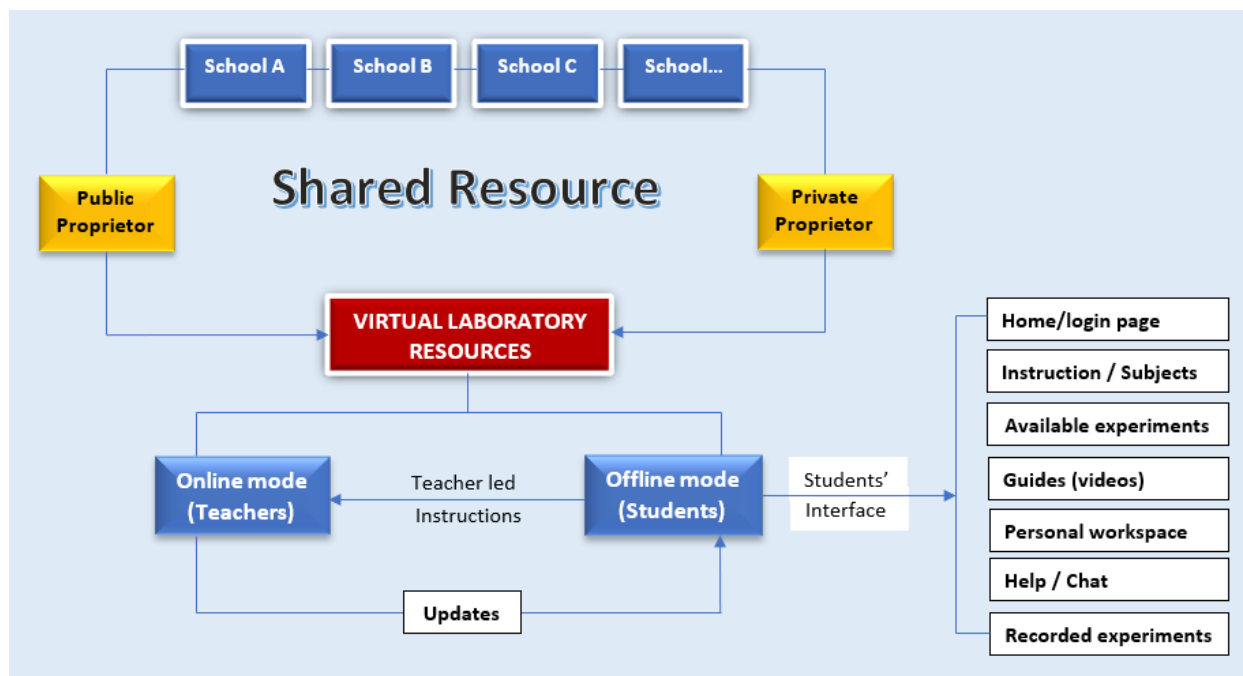 School A
School B
School C
School...
Shared Resource
Public
Proprietor
Private
Proprietor
VIRTUAL LABORATORY
RESOURCES
Online mode
(Teachers)
Teacher led
Instructions
Offline mode
(Students)
Students’
Interface
Updates
Home/login page
Instruction / Subjects
Available experiments
Guides (videos)
Personal workspace
Help / Chat
Recorded experiments